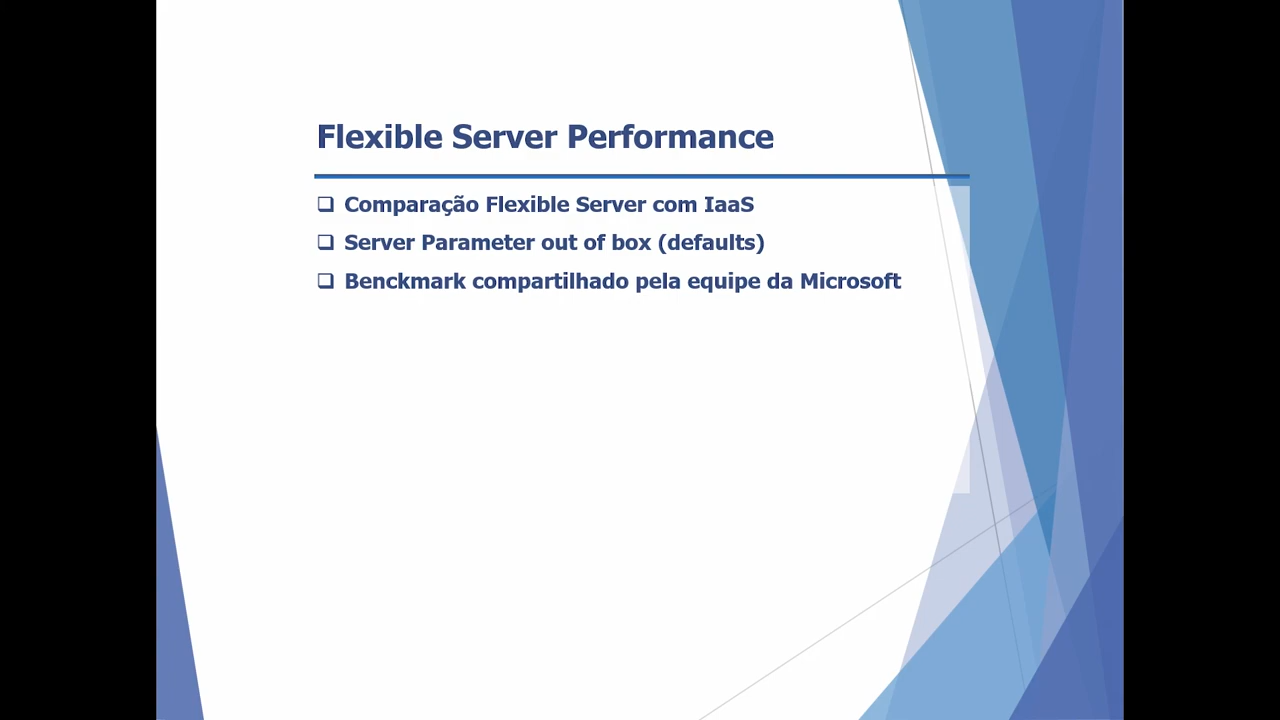 Flexible Server Performance
❑ Comparação Flexible Server com IaaS
❑ Server Parameter out of box (defaults)
❑ Benckmark compartilhado pela equipe da Microsoft